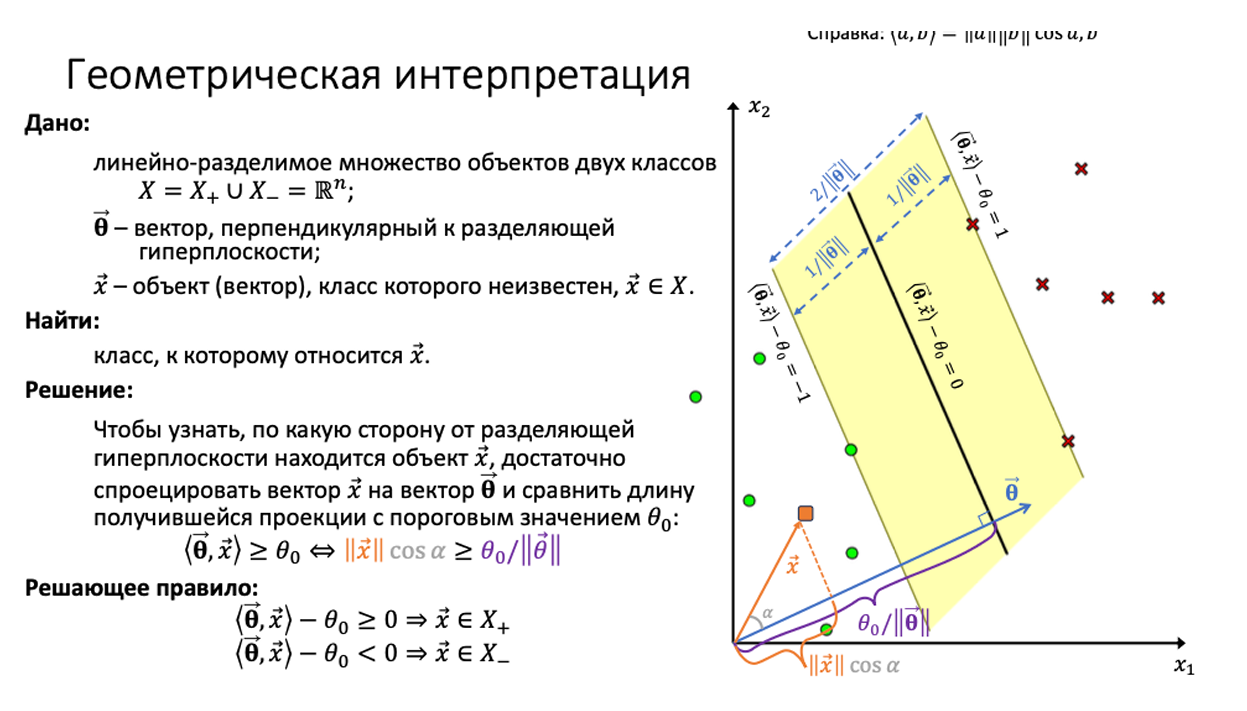 Справка: ⟨a, b⟩ = ‖a‖‖b‖ cos a, b
Геометрическая интерпретация
Дано:
линейно-разделимое множество объектов двух классов
X = X₊ ∪ X₋ = ℝⁿ;
θ⃗ – вектор, перпендикулярный к разделяющей
гиперплоскости;
x⃗ – объект (вектор), класс которого неизвестен, x⃗ ∈ X.
Найти:
класс, к которому относится x⃗.
Решение:
Чтобы узнать, по какую сторону от разделяющей
гиперплоскости находится объект x⃗, достаточно
спроецировать вектор x⃗ на вектор θ⃗ и сравнить длину
получившейся проекции с пороговым значением θ₀:
⟨θ⃗, x⃗⟩ ≥ θ₀ ⇔ ‖x⃗‖ cos α ≥ θ₀/‖θ⃗‖
Решающее правило:
⟨θ⃗, x⃗⟩ − θ₀ ≥ 0 ⇒ x⃗ ∈ X₊
⟨θ⃗, x⃗⟩ − θ₀ < 0 ⇒ x⃗ ∈ X₋
x₂
2/‖θ⃗‖
1/‖θ⃗‖
1/‖θ⃗‖
⟨θ⃗, x⃗⟩ − θ₀ = 1
⟨θ⃗, x⃗⟩ − θ₀ = −1
⟨θ⃗, x⃗⟩ − θ₀ = 0
θ⃗
x⃗
α
θ₀/‖θ⃗‖
‖x⃗‖ cos α
x₁